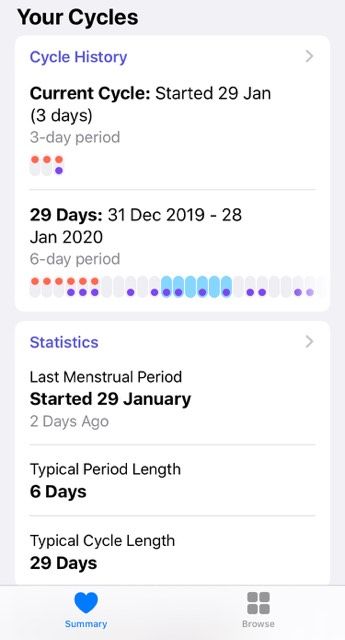 Your Cycles
Cycle History
Current Cycle: Started 29 Jan
(3 days)
3-day period
29 Days: 31 Dec 2019 - 28
Jan 2020
6-day period
Statistics
Last Menstrual Period
Started 29 January
2 Days Ago
Typical Period Length
6 Days
Typical Cycle Length
29 Days
Summary
Browse